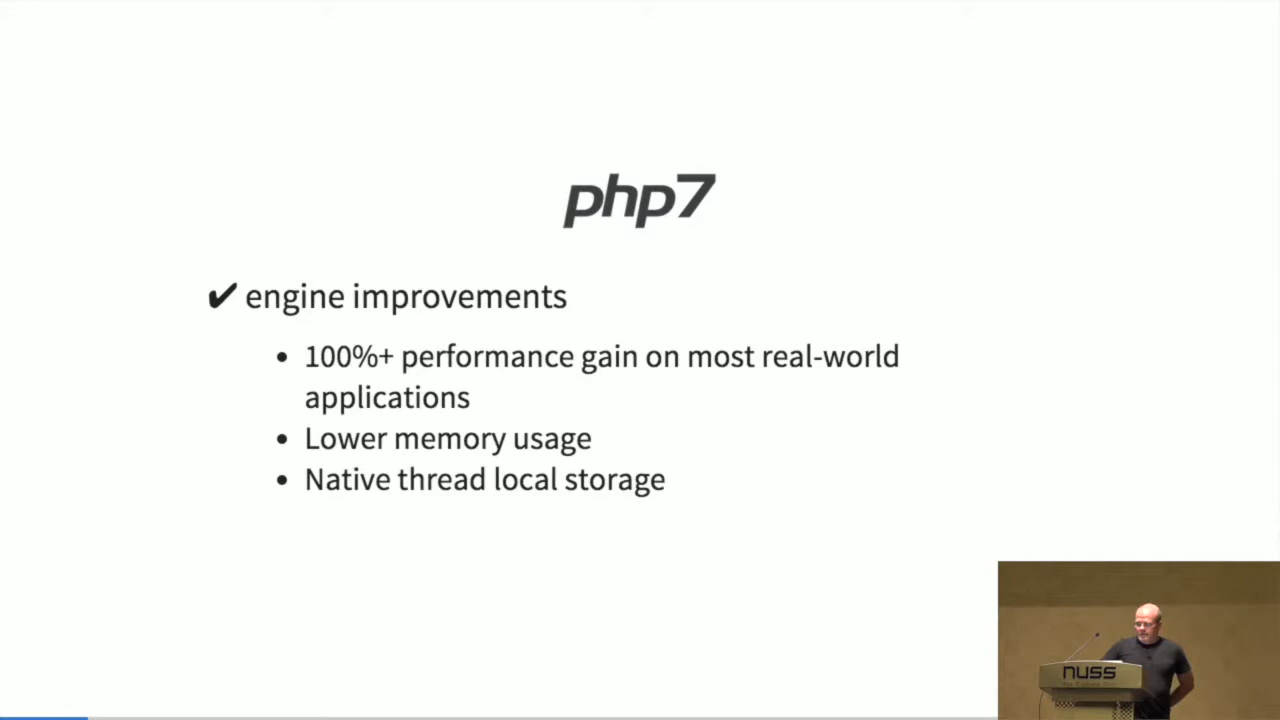 php7
✔ engine improvements
• 100%+ performance gain on most real-world
applications
• Lower memory usage
• Native thread local storage
nuss